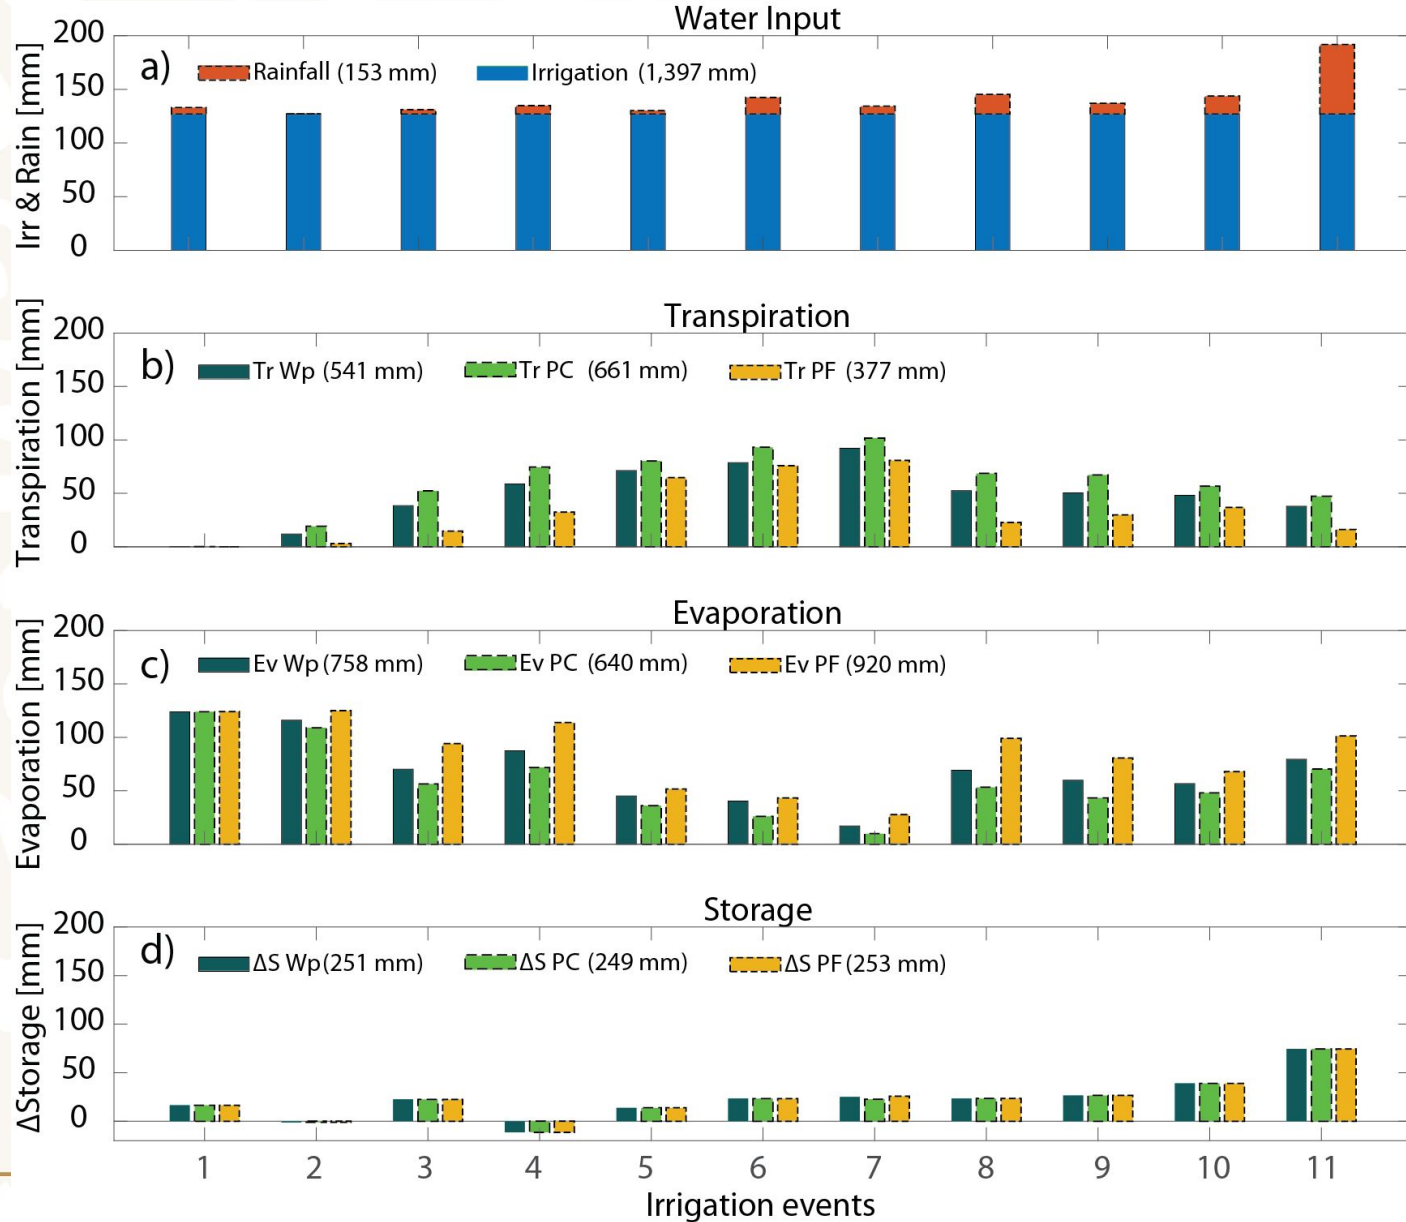 Water Input
Irr & Rain [mm]
200
150
100
50
0
a)
Rainfall (153 mm)
Irrigation (1,397 mm)
Transpiration
Transpiration [mm]
200
150
100
50
0
b)
Tr Wp (541 mm)
Tr PC (661 mm)
Tr PF (377 mm)
Evaporation
Evaporation [mm]
200
150
100
50
0
c)
Ev Wp (758 mm)
Ev PC (640 mm)
Ev PF (920 mm)
Storage
ΔStorage [mm]
200
150
100
50
0
d)
ΔS Wp (251 mm)
ΔS PC (249 mm)
ΔS PF (253 mm)
1 2 3 4 5 6 7 8 9 10 11
Irrigation events